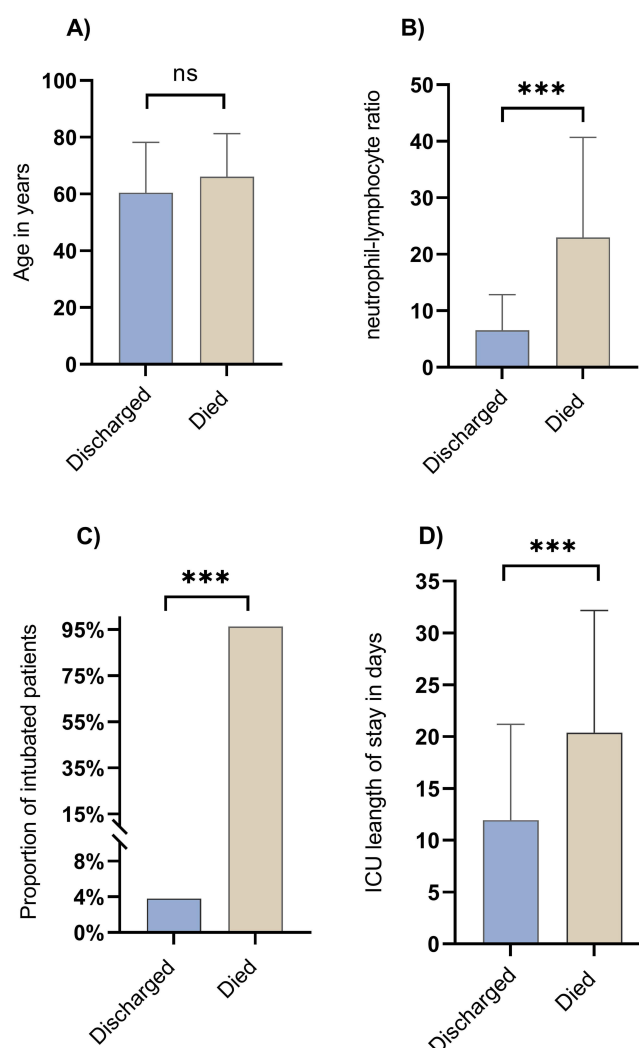 A)
ns
Age in years
100
80
60
40
20
0
Discharged
Died
B)
***
neutrophil-lymphocyte ratio
50
40
30
20
10
0
Discharged
Died
C)
***
Proportion of intubated patients
95%
75%
55%
35%
15%
8%
4%
0%
Discharged
Died
D)
***
ICU leangth of stay in days
35
30
25
20
15
10
5
0
Discharged
Died